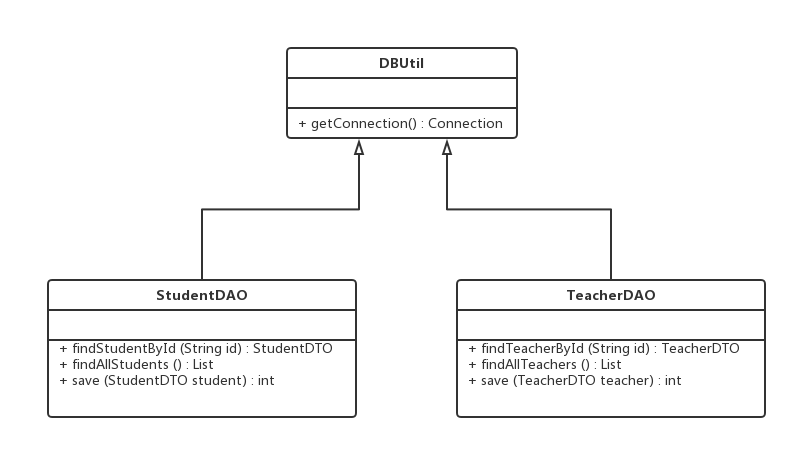 DBUtil
+ getConnection() : Connection
StudentDAO
+ findStudentById (String id) : StudentDTO
+ findAllStudents () : List
+ save (StudentDTO student) : int
TeacherDAO
+ findTeacherById (String id) : TeacherDTO
+ findAllTeachers () : List
+ save (TeacherDTO teacher) : int